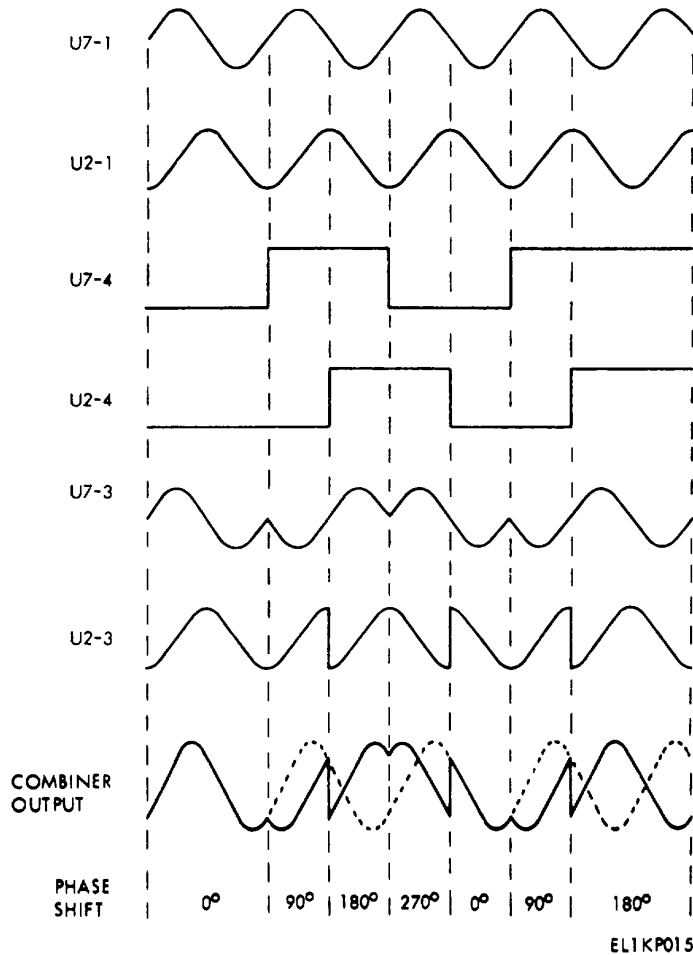 U7-1
U2-1
U7-4
U2-4
U7-3
U2-3
COMBINER
OUTPUT
PHASE
SHIFT
0° 90° 180° 270° 0° 90° 180°
EL1KP015